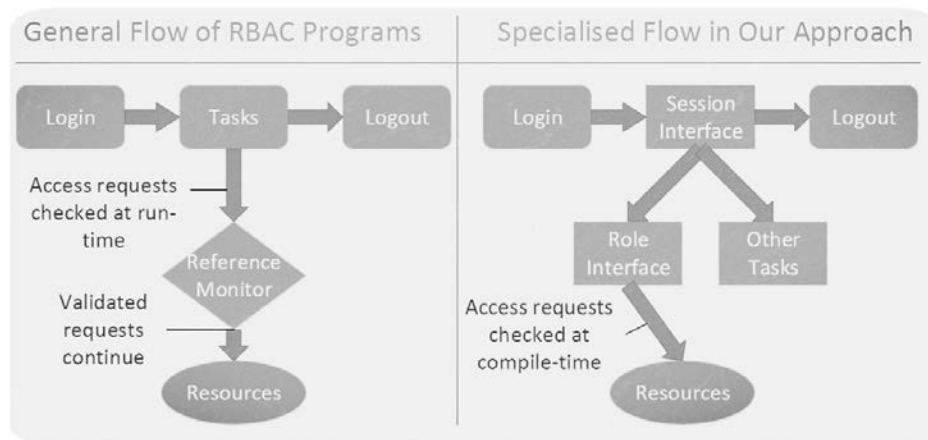 General Flow of RBAC Programs
Login
Tasks
Logout
Access requests
checked at run-
time
Reference
Monitor
Validated
requests
continue
Resources
Specialised Flow in Our Approach
Login
Session
Interface
Logout
Role
Interface
Other
Tasks
Access requests
checked at
compile-time
Resources